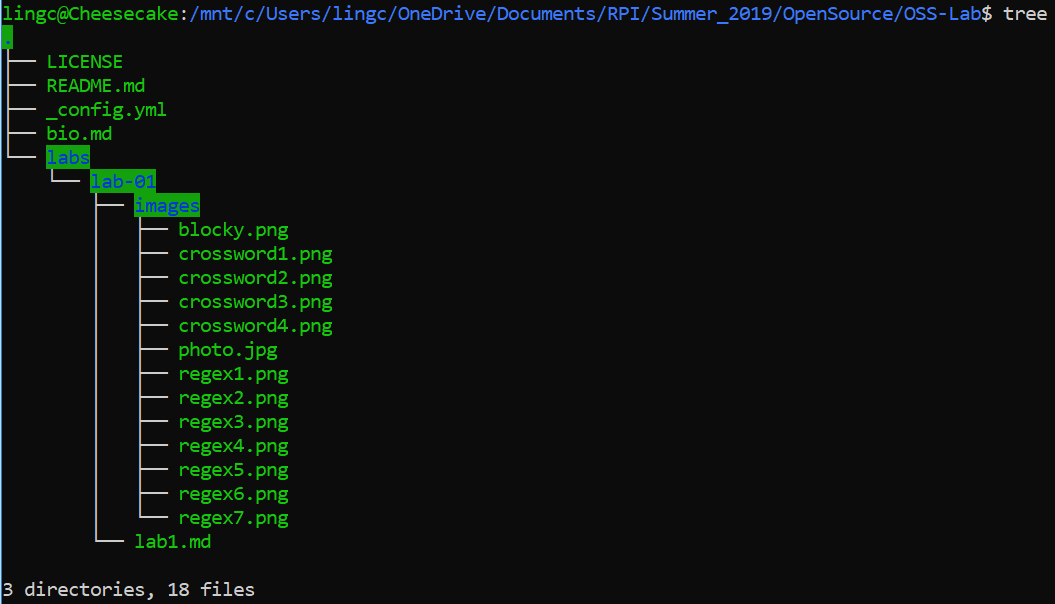 lingc@Cheesecake:/mnt/c/Users/lingc/OneDrive/Documents/RPI/Summer_2019/OpenSource/OSS-Lab$ tree
.
├── LICENSE
├── README.md
├── _config.yml
├── bio.md
└── labs
    └── lab-01
        ├── images
        │   ├── blocky.png
        │   ├── crossword1.png
        │   ├── crossword2.png
        │   ├── crossword3.png
        │   ├── crossword4.png
        │   ├── photo.jpg
        │   ├── regex1.png
        │   ├── regex2.png
        │   ├── regex3.png
        │   ├── regex4.png
        │   ├── regex5.png
        │   ├── regex6.png
        │   └── regex7.png
        └── lab1.md

3 directories, 18 files